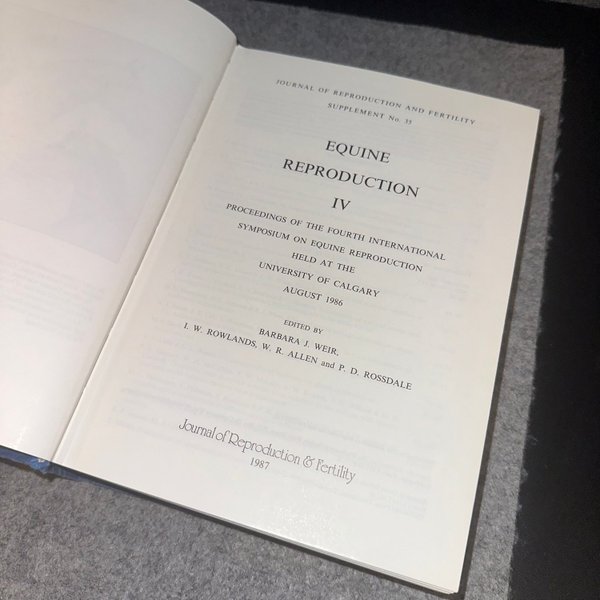 JOURNAL OF REPRODUCTION AND FERTILITY
SUPPLEMENT No. 35
EQUINE
REPRODUCTION
IV
PROCEEDINGS OF THE FOURTH INTERNATIONAL
SYMPOSIUM ON EQUINE REPRODUCTION
HELD AT THE
UNIVERSITY OF CALGARY
AUGUST 1986
EDITED BY
BARBARA J. WEIR,
I. W. ROWLANDS, W. R. ALLEN and P. D. ROSSDALE
Journal of Reproduction & Fertility
1987